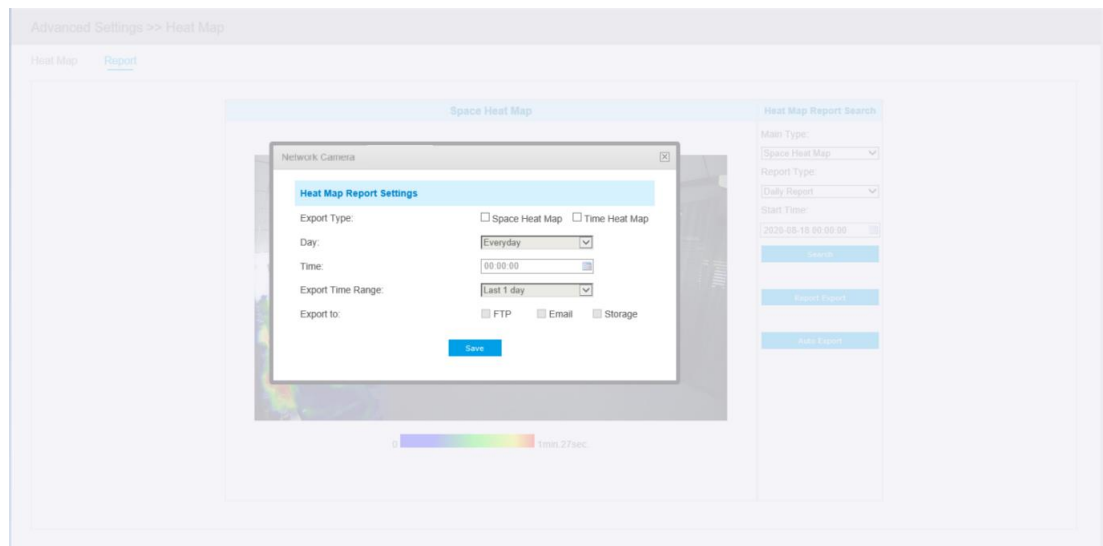 Advanced Settings >> Heat Map
Heat Map Report
Space Heat Map
Heat Map Report Search
Main Type:
Space Heat Map
Report Type:
Daily Report
Start Time:
2020-08-18 00:00:00
Search
Export Export
Auto Export
Network Camera
Heat Map Report Settings
Export Type: Space Heat Map Time Heat Map
Day: Everyday
Time: 00:00:00
Export Time Range: Last 1 day
Export to: FTP Email Storage
Save
0 1min 27sec